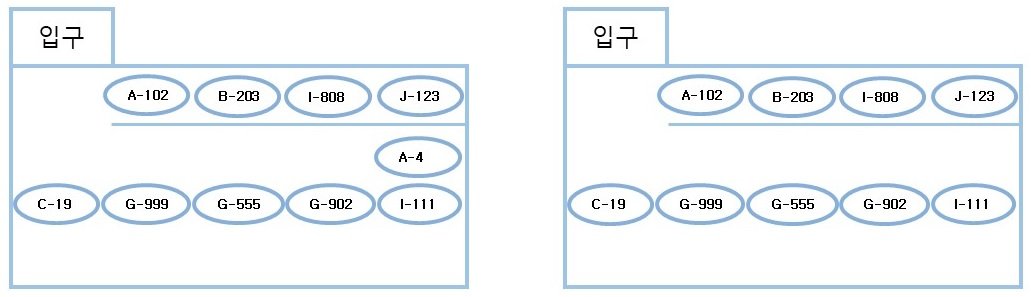 입구
A-102 B-203 I-808 J-123
A-4
C-19 G-999 G-555 G-902 I-111
입구
A-102 B-203 I-808 J-123
C-19 G-999 G-555 G-902 I-111